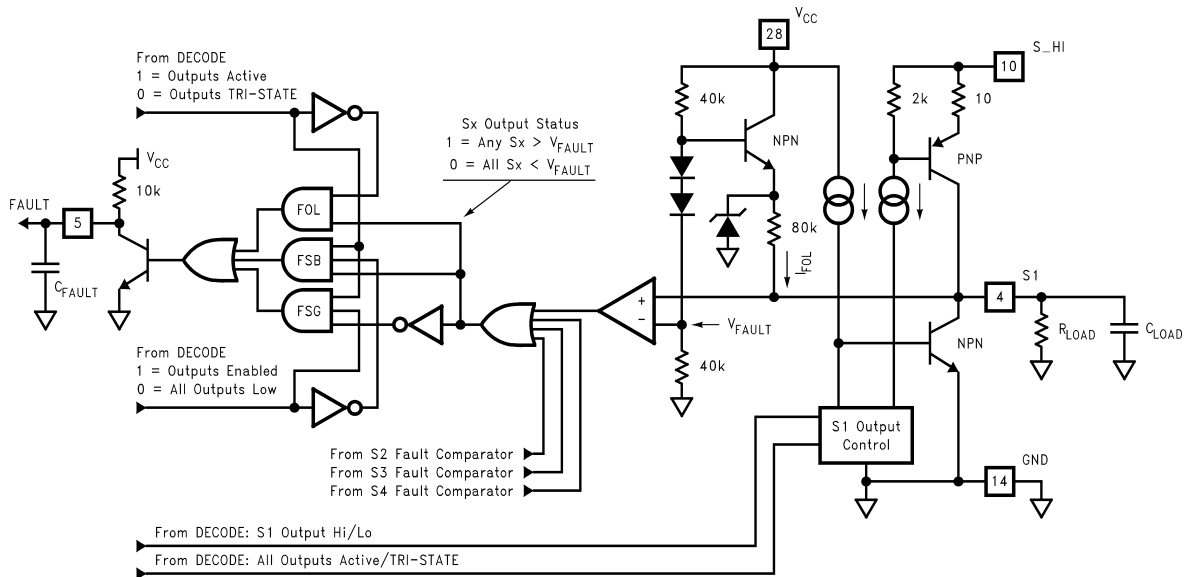 V_CC
28
S_HI
10
From DECODE
1 = Outputs Active
0 = Outputs TRI-STATE
40k
2k
10
Sx Output Status
1 = Any Sx > V_FAULT
0 = All Sx < V_FAULT
NPN
PNP
V_CC
10k
FAULT
5
FOL
80k
I_FOL
C_FAULT
FSB
FSG
S1
4
+
-
V_FAULT
R_LOAD
C_LOAD
NPN
From DECODE
1 = Outputs Enabled
0 = All Outputs Low
40k
S1 Output
Control
From S2 Fault Comparator
From S3 Fault Comparator
From S4 Fault Comparator
GND
14
From DECODE: S1 Output Hi/Lo
From DECODE: All Outputs Active/TRI-STATE